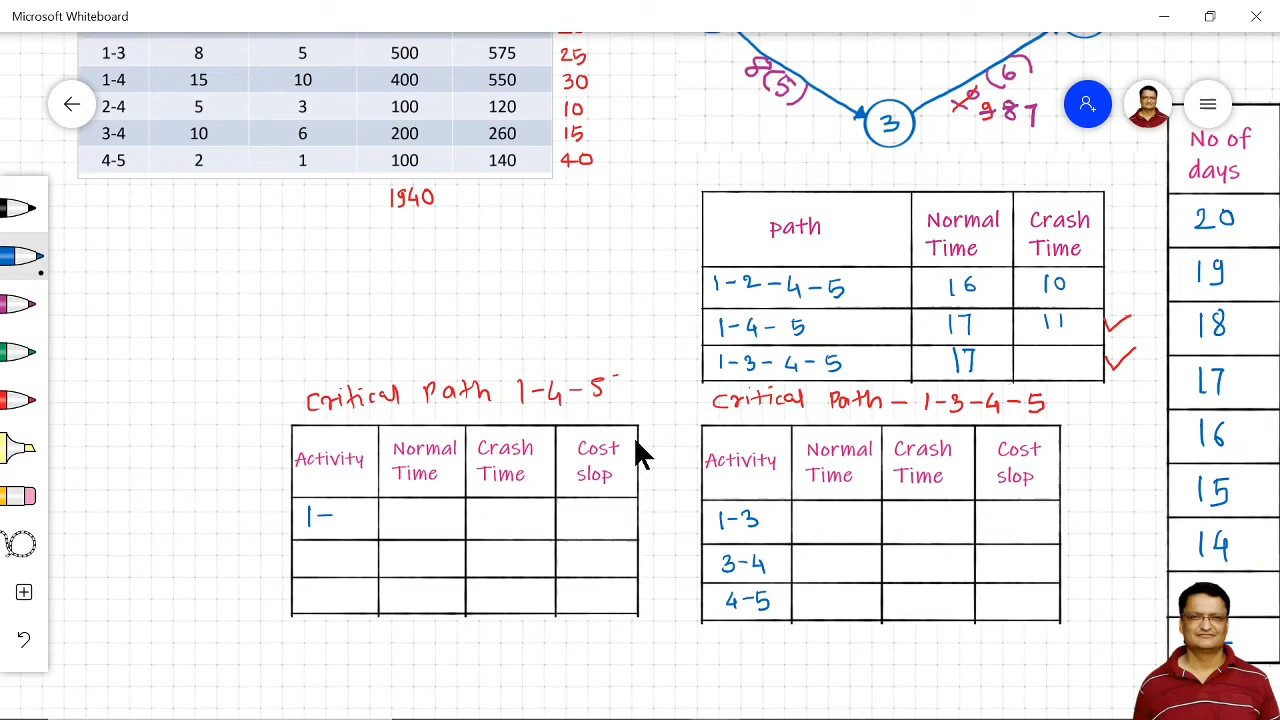 Microsoft Whiteboard
1-3 8 5 500 575 25
1-4 15 10 400 550 30
2-4 5 3 100 120 10
3-4 10 6 200 260 15
4-5 2 1 100 140 40
1940
8(5)
(6)
10 9 8 7
3
No of
days
20
19
18
17
16
15
14
Path Normal Time Crash Time
1-2-4-5 16 10
1-4-5 17 11
1-3-4-5 17
Critical Path 1-4-5
Activity Normal Time Crash Time Cost slop
1-
Critical Path - 1-3-4-5
Activity Normal Time Crash Time Cost slop
1-3
3-4
4-5